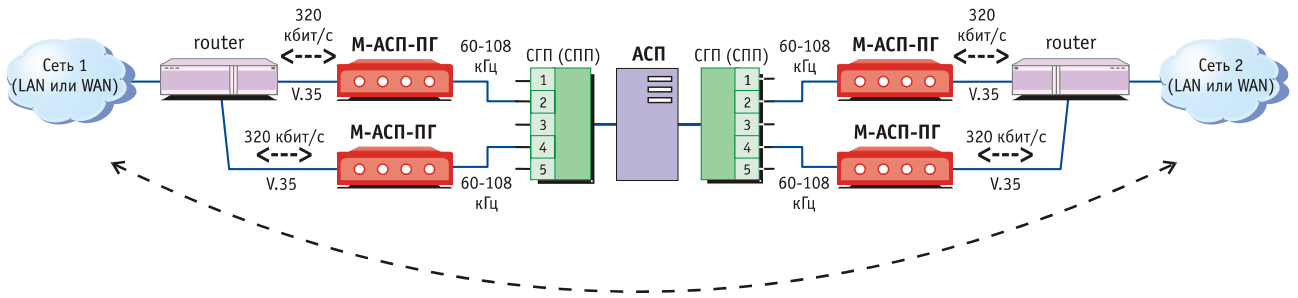 Сеть 1
(LAN или WAN)
router
320
кбит/с
V.35
М-АСП-ПГ
60-108
кГц
320 кбит/с
V.35
М-АСП-ПГ
60-108
кГц
СГП (СПП)
1
2
3
4
5
АСП
СГП (СПП)
1
2
3
4
5
60-108
кГц
М-АСП-ПГ
320
кбит/с
V.35
router
60-108
кГц
М-АСП-ПГ
320 кбит/с
V.35
Сеть 2
(LAN или WAN)